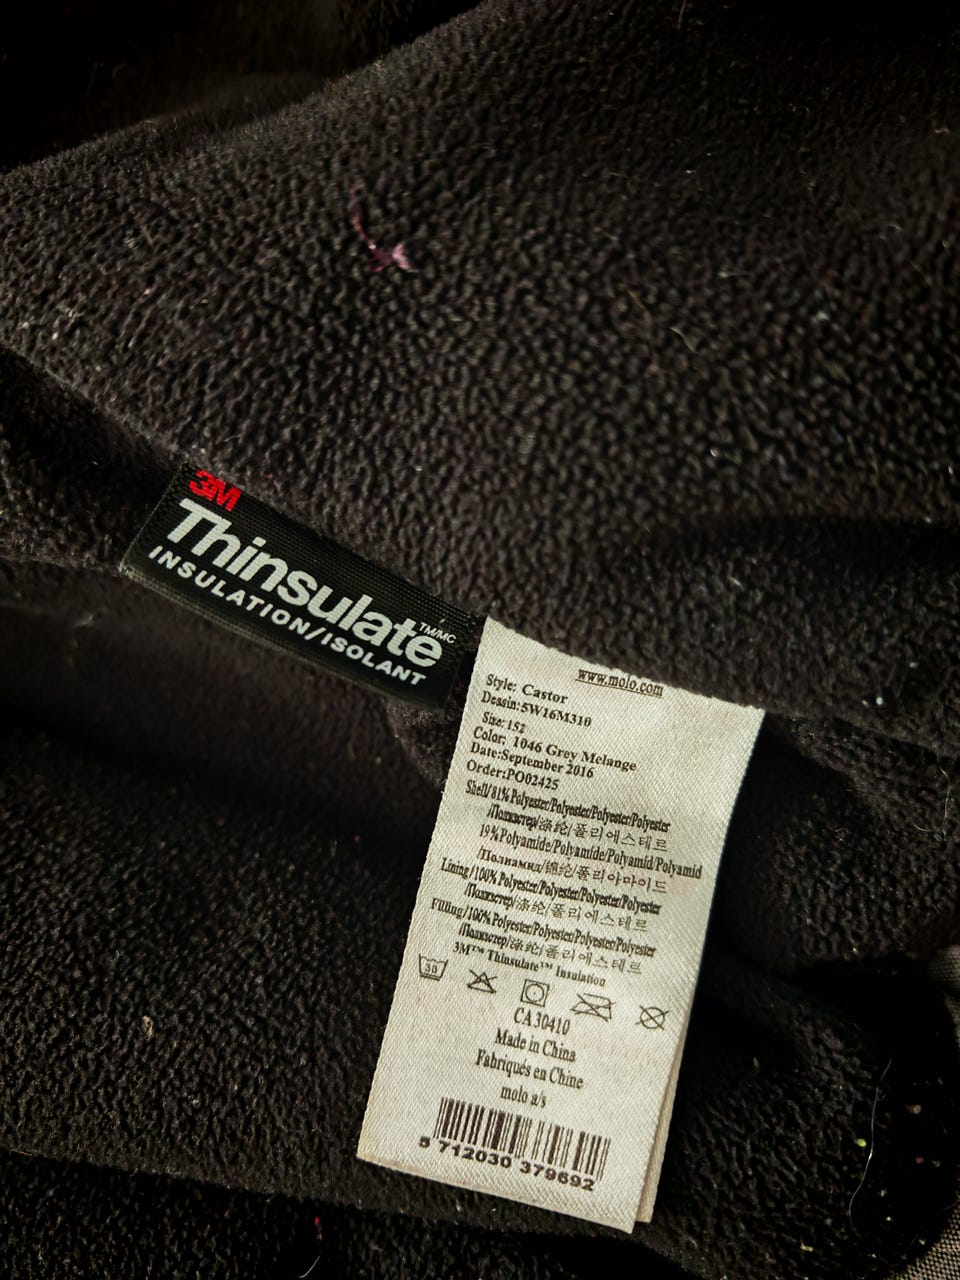 3M
Thinsulate TM/MC
INSULATION/ISOLANT
www.molo.com
Style: Castor
Dessin:5W16M310
Size: 152
Color: 1046 Grey Melange
Date:September 2016
Order:PO02425
Shell/81%Polyester/Polyester/Polyester/Polyester
/Полиэстер/涤纶/폴리에스테르
19%Polyamide/Polyamide/Polyamid/Polyamid
/Полиамид/锦纶/폴리아마이드
Lining/100%Polyester/Polyester/Polyester/Polyester
/Полиэстер/涤纶/폴리에스테르
Filling/100%Polyester/Polyester/Polyester/Polyester
/Полиэстер/涤纶/폴리에스테르
3M™ Thinsulate™ Insulation
30
CA30410
Made in China
Fabriqués en Chine
molo a/s
5 712030 379692